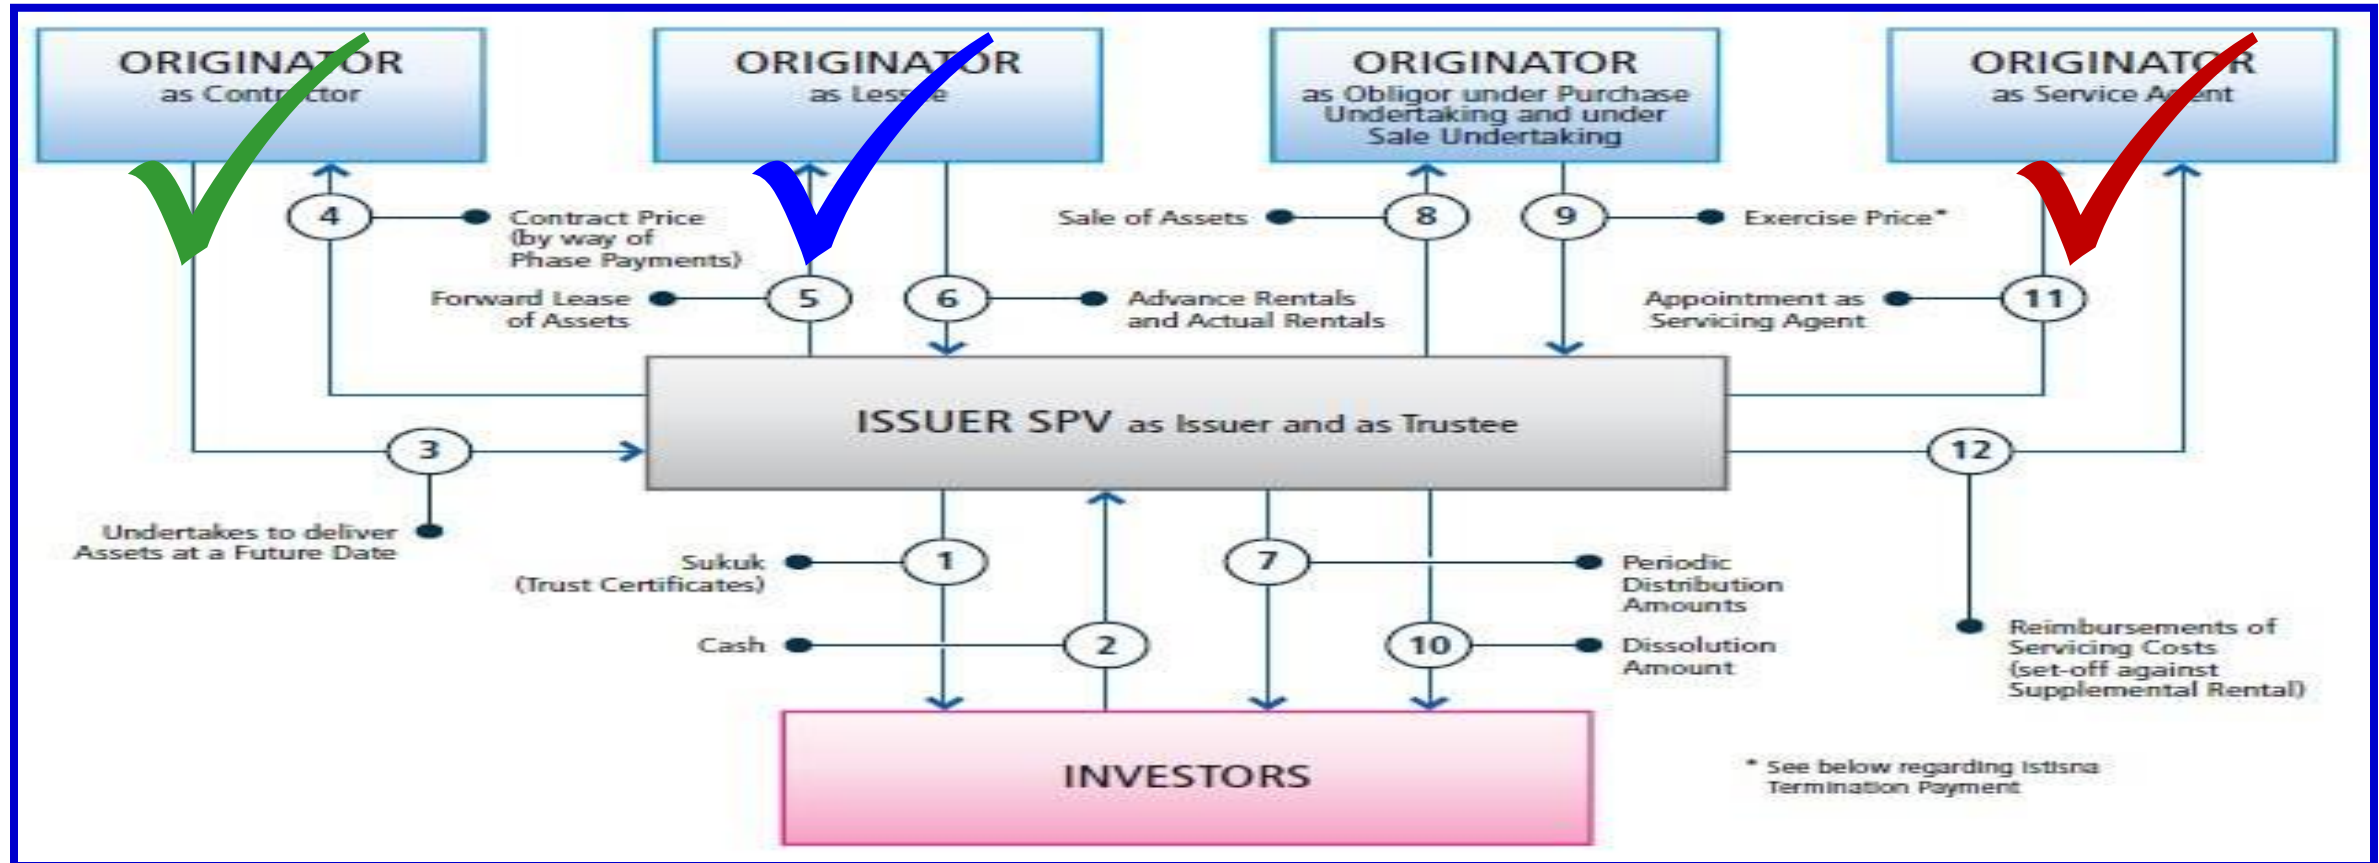 ORIGINATOR
as Contractor
ORIGINATOR
as Lessee
ORIGINATOR
as Obligor under Purchase
Undertaking and under
Sale Undertaking
ORIGINATOR
as Service Agent
4
Contract Price
(by way of
Phase Payments)
Forward Lease
of Assets
5
6
Advance Rentals
and Actual Rentals
Sale of Assets
8
9
Exercise Price*
Appointment as
Servicing Agent
11
ISSUER SPV as Issuer and as Trustee
3
Undertakes to deliver
Assets at a Future Date
12
Reimbursements of
Servicing Costs
(set-off against
Supplemental Rental)
Sukuk
(Trust Certificates)
1
Cash
2
7
Periodic
Distribution
Amounts
10
Dissolution
Amount
INVESTORS
* See below regarding Istisna
Termination Payment